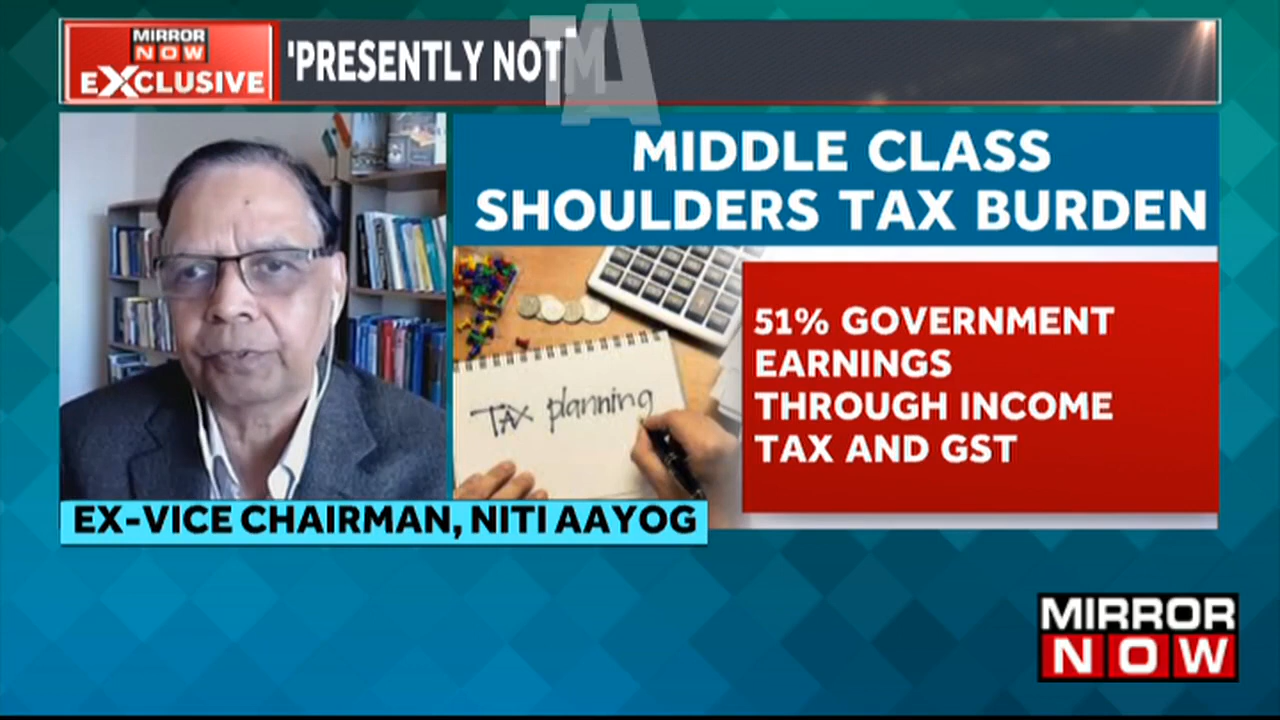 MIRROR
NOW
EXCLUSIVE
'PRESENTLY NOT
TMA
MIDDLE CLASS
SHOULDERS TAX BURDEN
TAX planning
51% GOVERNMENT
EARNINGS
THROUGH INCOME
TAX AND GST
EX-VICE CHAIRMAN, NITI AAYOG
MIRROR
NOW